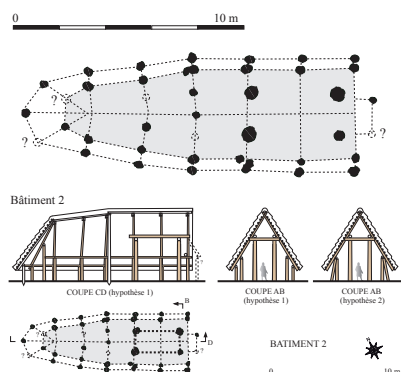 0 10 m
?
?
?
Bâtiment 2
?
COUPE CD (hypothèse 1)
COUPE AB
(hypothèse 1)
COUPE AB
(hypothèse 2)
B
D
?
?
BATIMENT 2
0 10 m